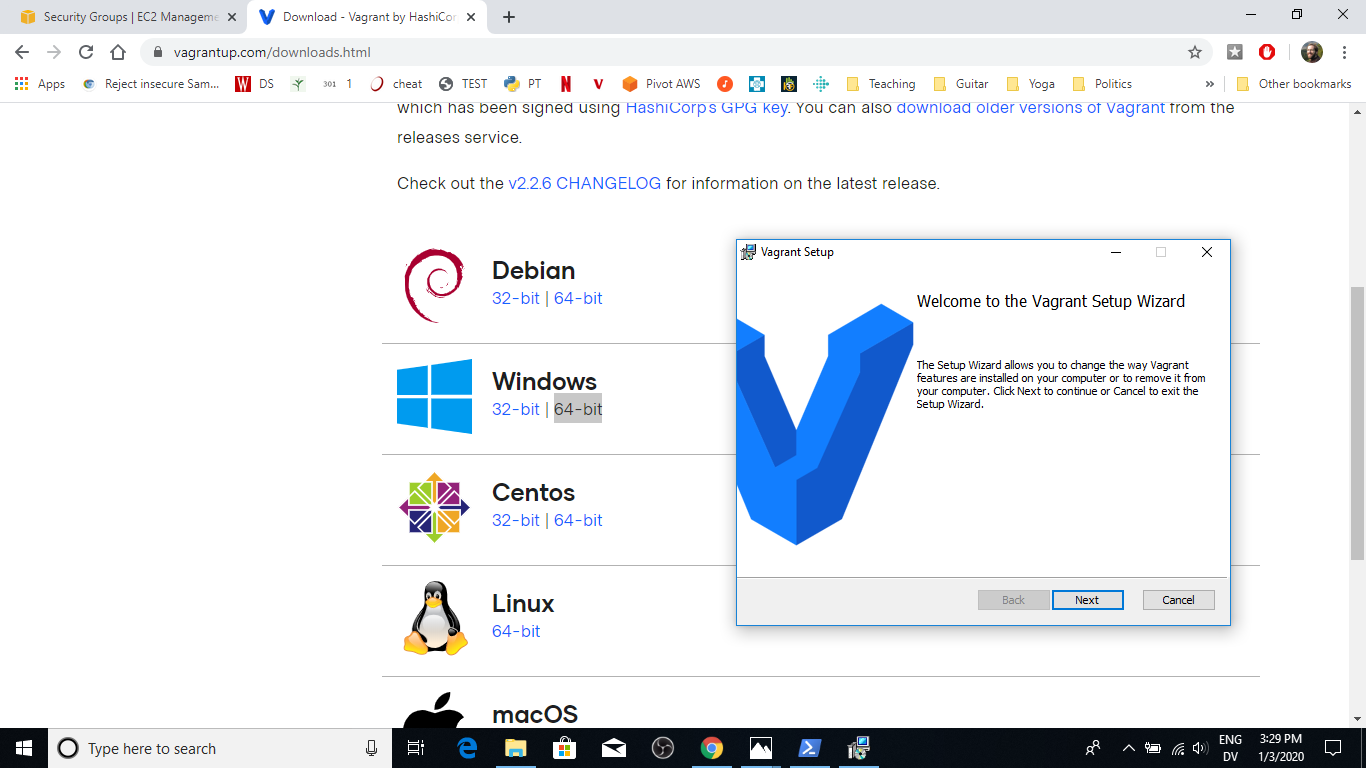 Security Groups | EC2 Manageme
Download - Vagrant by HashiCor
vagrantup.com/downloads.html
Apps
Reject insecure Sam...
DS
301
1
cheat
TEST
PT
Pivot AWS
Teaching
Guitar
Yoga
Politics
»
Other bookmarks
which has been signed using HashiCorp's GPG key. You can also download older versions of Vagrant from the
releases service.
Check out the v2.2.6 CHANGELOG for information on the latest release.
Debian
32-bit | 64-bit
Windows
32-bit | 64-bit
Centos
32-bit | 64-bit
Linux
64-bit
macOS
Vagrant Setup
Welcome to the Vagrant Setup Wizard
The Setup Wizard allows you to change the way Vagrant
features are installed on your computer or to remove it from
your computer. Click Next to continue or Cancel to exit the
Setup Wizard.
Back
Next
Cancel
Type here to search
ENG
DV
3:29 PM
1/3/2020